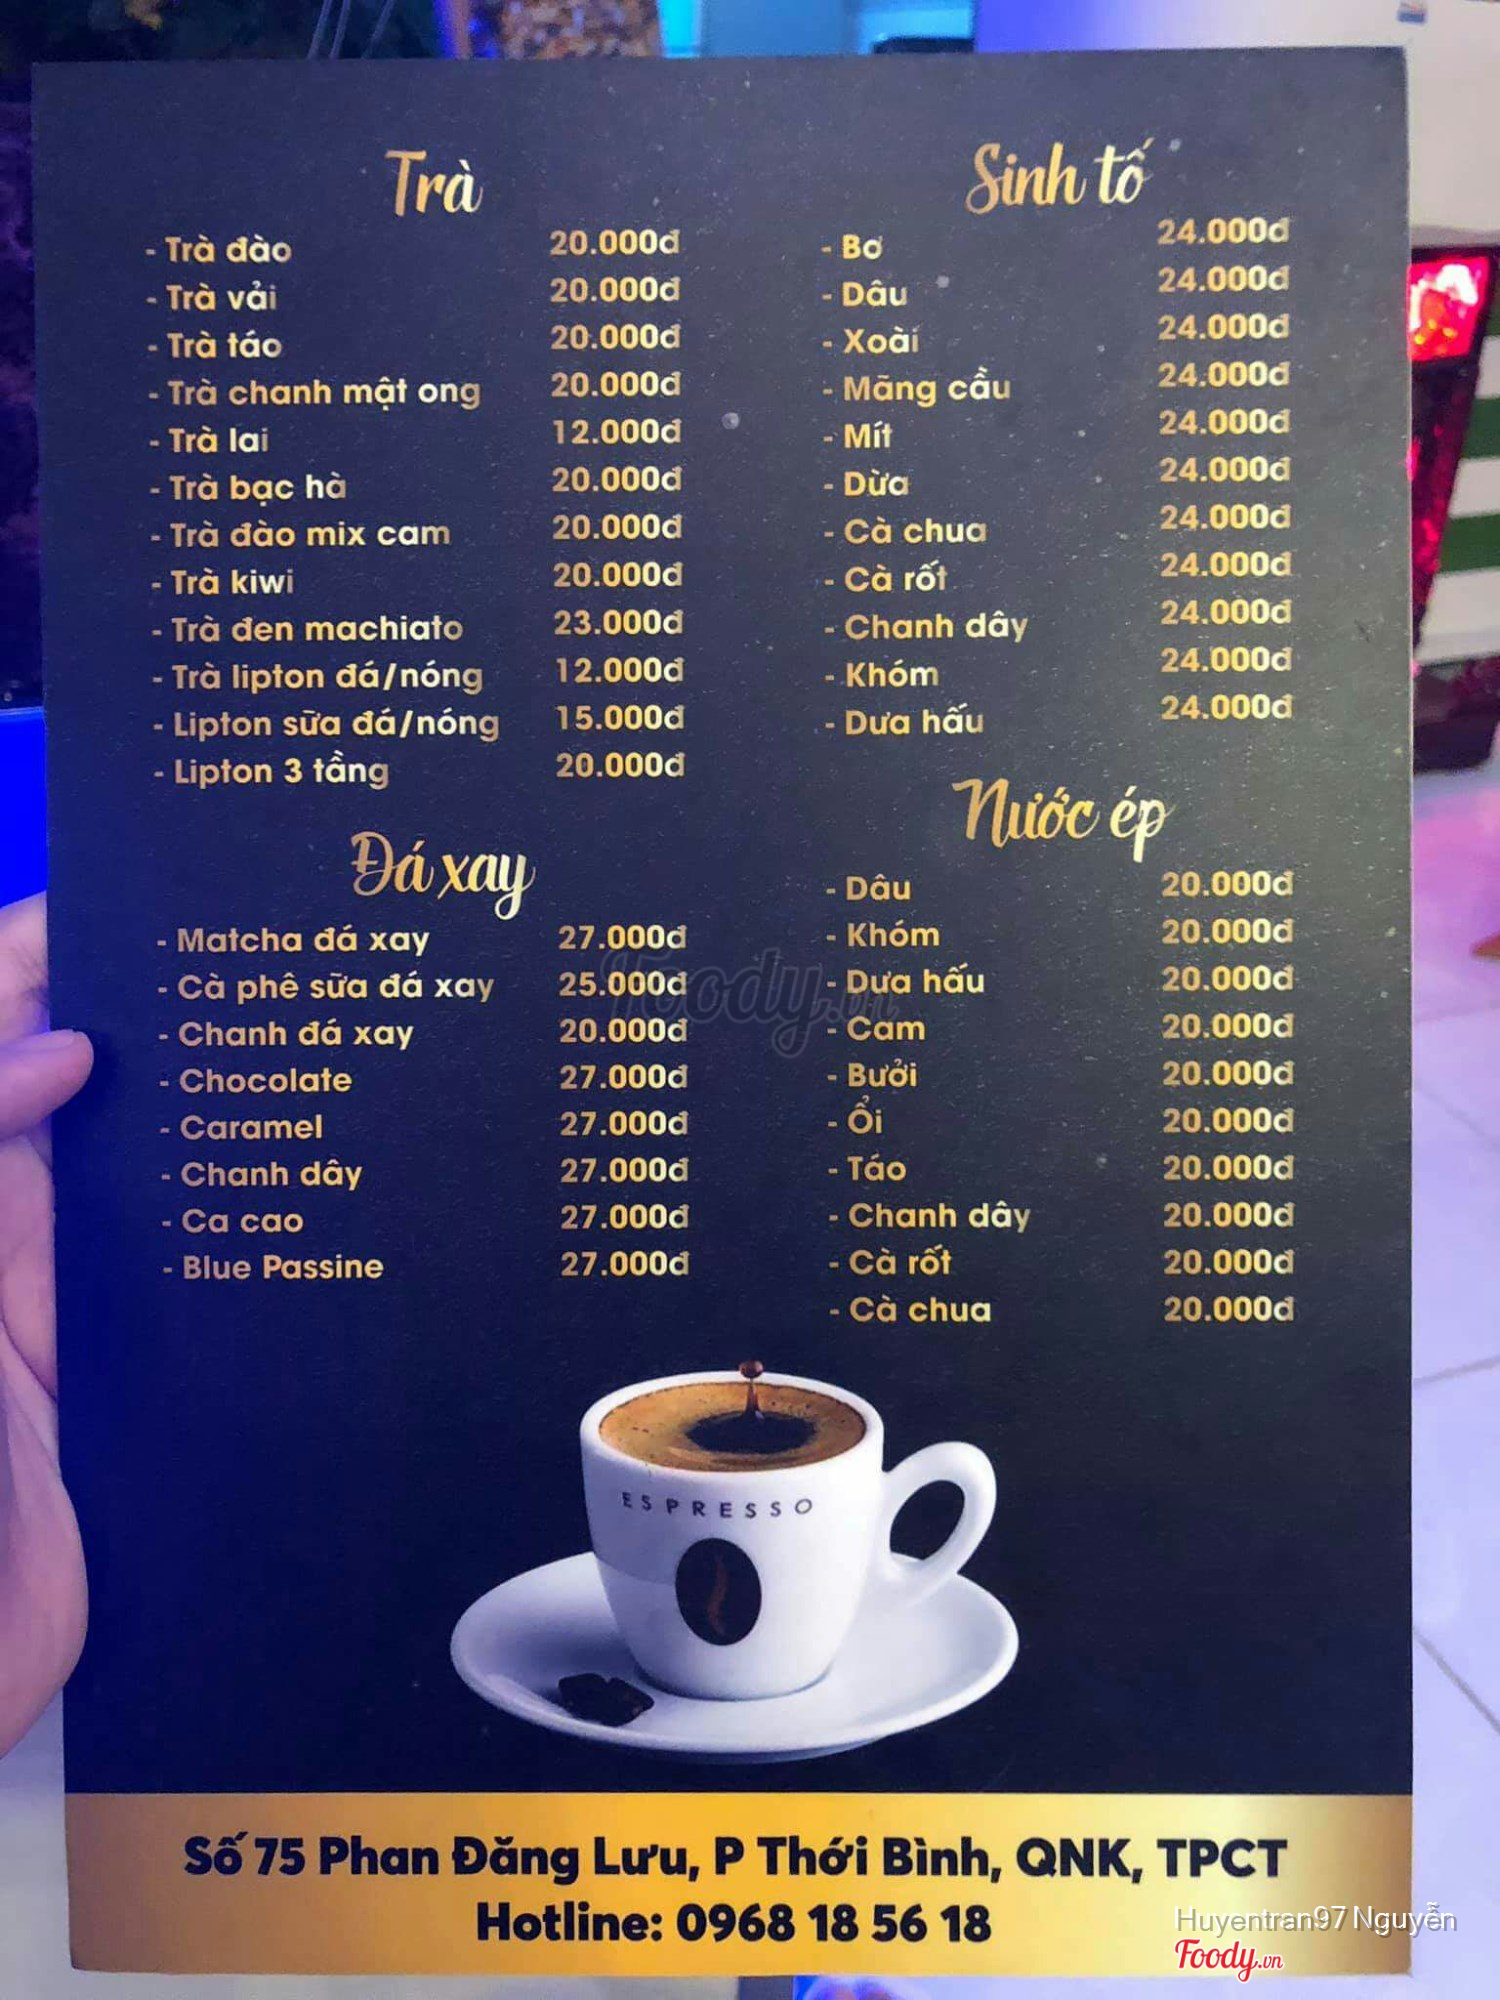 Trà
- Trà đào 20.000đ
- Trà vải 20.000đ
- Trà táo 20.000đ
- Trà chanh mật ong 20.000đ
- Trà lai 12.000đ
- Trà bạc hà 20.000đ
- Trà đào mix cam 20.000đ
- Trà kiwi 20.000đ
- Trà đen machiato 23.000đ
- Trà lipton đá/nóng 12.000đ
- Lipton sữa đá/nóng 15.000đ
- Lipton 3 tầng 20.000đ
Đá xay
- Matcha đá xay 27.000đ
- Cà phê sữa đá xay 25.000đ
- Chanh đá xay 20.000đ
- Chocolate 27.000đ
- Caramel 27.000đ
- Chanh dây 27.000đ
- Ca cao 27.000đ
- Blue Passine 27.000đ
Sinh tố
- Bơ 24.000đ
- Dâu 24.000đ
- Xoài 24.000đ
- Mãng cầu 24.000đ
- Mít 24.000đ
- Dừa 24.000đ
- Cà chua 24.000đ
- Cà rốt 24.000đ
- Chanh dây 24.000đ
- Khóm 24.000đ
- Dưa hấu 24.000đ
Nước ép
- Dâu 20.000đ
- Khóm 20.000đ
- Dưa hấu 20.000đ
- Cam 20.000đ
- Bưởi 20.000đ
- Ổi 20.000đ
- Táo 20.000đ
- Chanh dây 20.000đ
- Cà rốt 20.000đ
- Cà chua 20.000đ
Foody.vn
ESPRESSO
Số 75 Phan Đăng Lưu, P Thới Bình, QNK, TPCT
Hotline: 0968 18 56 18
Huyentran97 Nguyễn
Foody.vn